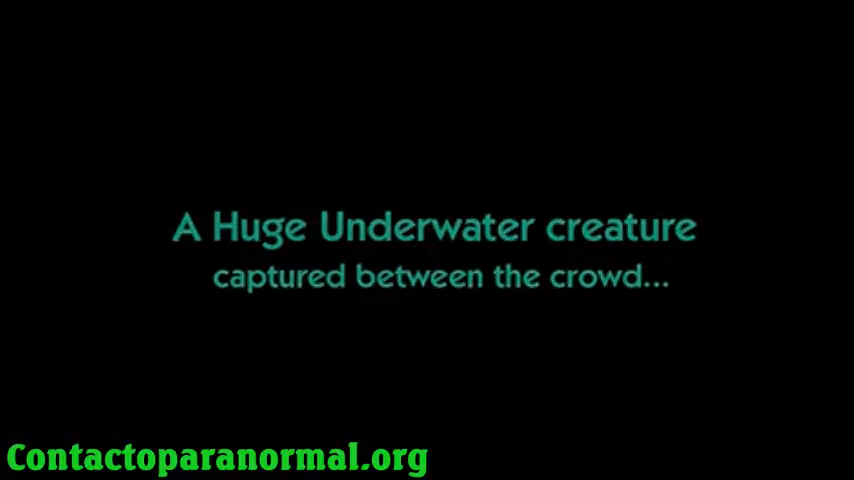 A Huge Underwater creature
captured between the crowd...
Contactoparanormal.org